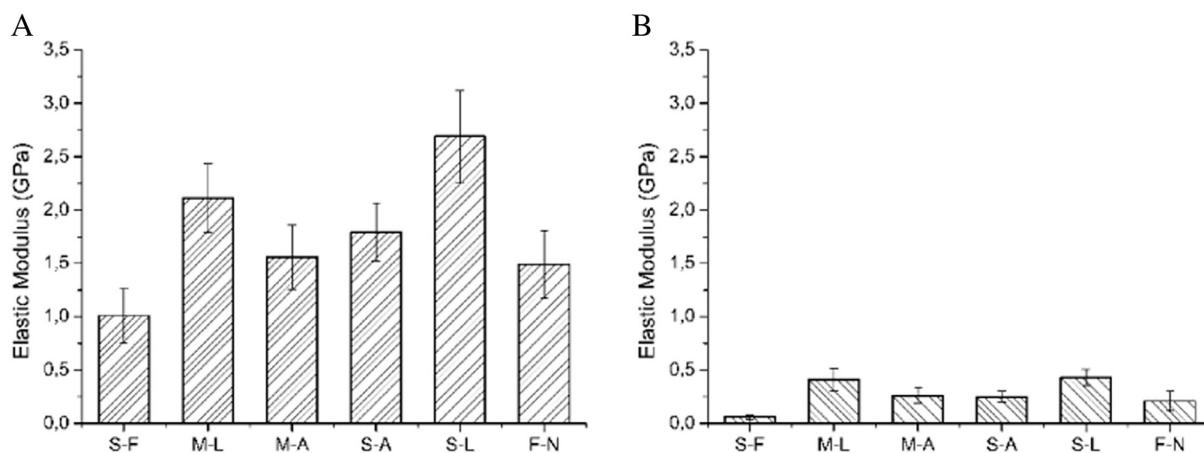 A
Elastic Modulus (GPa)
3,5
3,0
2,5
2,0
1,5
1,0
0,5
0,0
S-F M-L M-A S-A S-L F-N
B
Elastic Modulus (GPa)
3,5
3,0
2,5
2,0
1,5
1,0
0,5
0,0
S-F M-L M-A S-A S-L F-N